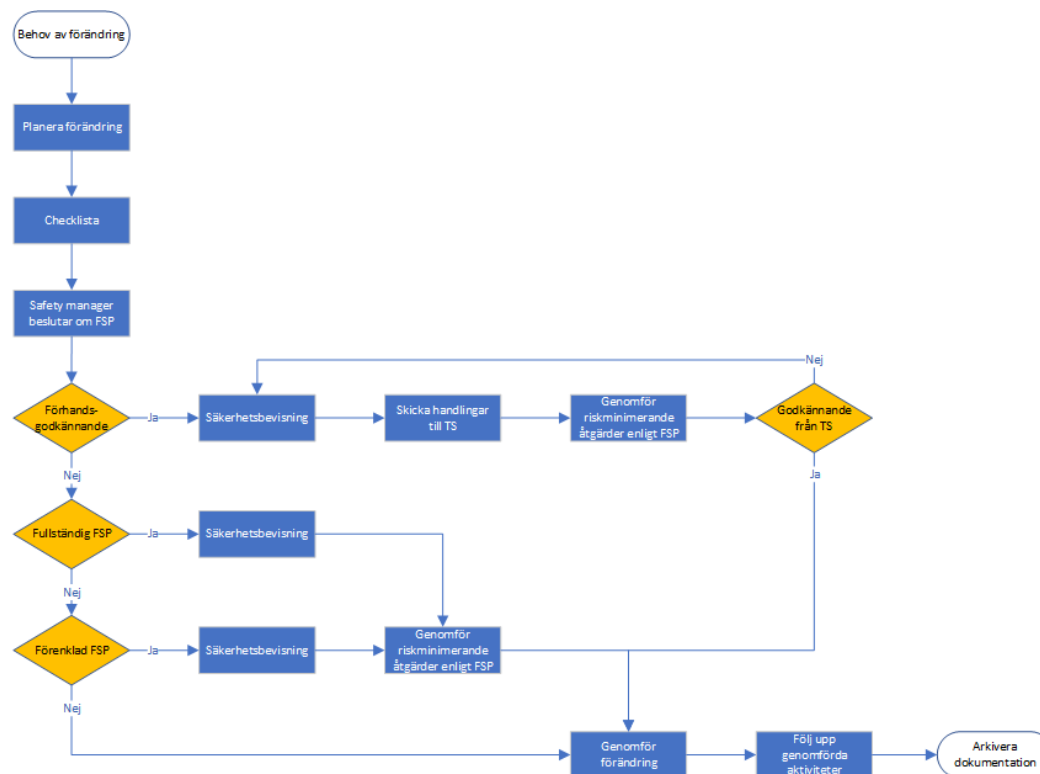 Behov av förändring
Planera förändring
Checklista
Safety manager
beslutar om FSP
Nej
Förhands-
godkännande
Ja
Säkerhetsbevisning
Skicka handlingar
till TS
Genomför
riskminimerande
åtgärder enligt FSP
Godkännande
från TS
Nej
Ja
Fullständig FSP
Ja
Säkerhetsbevisning
Nej
Förenklad FSP
Ja
Säkerhetsbevisning
Genomför
riskminimerande
åtgärder enligt FSP
Nej
Genomför
förändring
Följ upp
genomförda
aktiviteter
Arkivera
dokumentation